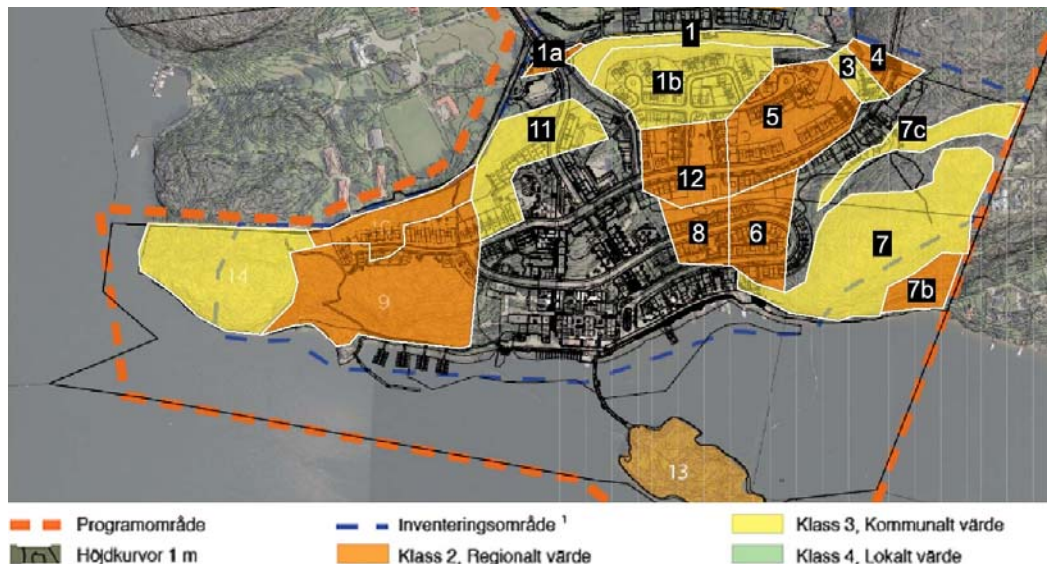 1
1a
3
4
1b
5
11
7c
12
10
8
6
7
14
9
7b
13
Programområde
Inventeringsområde ¹
Klass 3, Kommunalt värde
Höjdkurvor 1 m
Klass 2, Regionalt värde
Klass 4, Lokalt värde